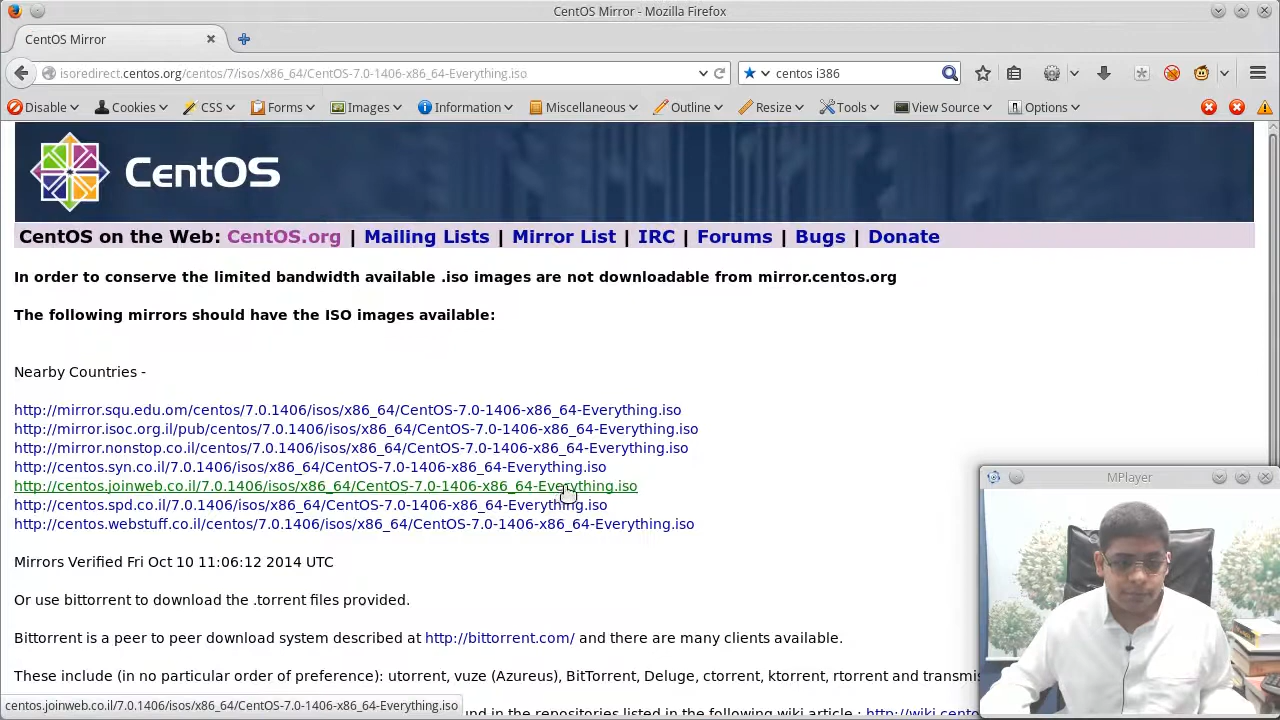 CentOS Mirror - Mozilla Firefox
CentOS Mirror
isoredirect.centos.org/centos/7/isos/x86_64/CentOS-7.0-1406-x86_64-Everything.iso
centos i386
Disable Cookies CSS Forms Images Information Miscellaneous Outline Resize Tools View Source Options
CentOS
CentOS on the Web: CentOS.org | Mailing Lists | Mirror List | IRC | Forums | Bugs | Donate
In order to conserve the limited bandwidth available .iso images are not downloadable from mirror.centos.org
The following mirrors should have the ISO images available:
Nearby Countries -
http://mirror.squ.edu.om/centos/7.0.1406/isos/x86_64/CentOS-7.0-1406-x86_64-Everything.iso
http://mirror.isoc.org.il/pub/centos/7.0.1406/isos/x86_64/CentOS-7.0-1406-x86_64-Everything.iso
http://mirror.nonstop.co.il/centos/7.0.1406/isos/x86_64/CentOS-7.0-1406-x86_64-Everything.iso
http://centos.syn.co.il/7.0.1406/isos/x86_64/CentOS-7.0-1406-x86_64-Everything.iso
http://centos.joinweb.co.il/7.0.1406/isos/x86_64/CentOS-7.0-1406-x86_64-Everything.iso
http://centos.spd.co.il/7.0.1406/isos/x86_64/CentOS-7.0-1406-x86_64-Everything.iso
http://centos.webstuff.co.il/centos/7.0.1406/isos/x86_64/CentOS-7.0-1406-x86_64-Everything.iso
MPlayer
Mirrors Verified Fri Oct 10 11:06:12 2014 UTC
Or use bittorrent to download the .torrent files provided.
Bittorrent is a peer to peer download system described at http://bittorrent.com/ and there are many clients available.
These include (in no particular order of preference): utorrent, vuze (Azureus), BitTorrent, Deluge, ctorrent, ktorrent, rtorrent and transmis
centos.joinweb.co.il/7.0.1406/isos/x86_64/CentOS-7.0-1406-x86_64-Everything.iso
in the repositories listed in the following wiki article : http://wiki.cento